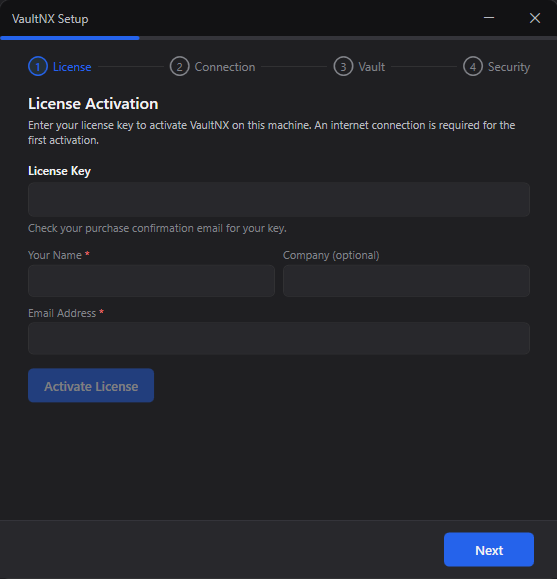 VaultNX Setup
1 License 2 Connection 3 Vault 4 Security
License Activation
Enter your license key to activate VaultNX on this machine. An internet connection is required for the
first activation.
License Key
Check your purchase confirmation email for your key.
Your Name * Company (optional)
Email Address *
Activate License
Next